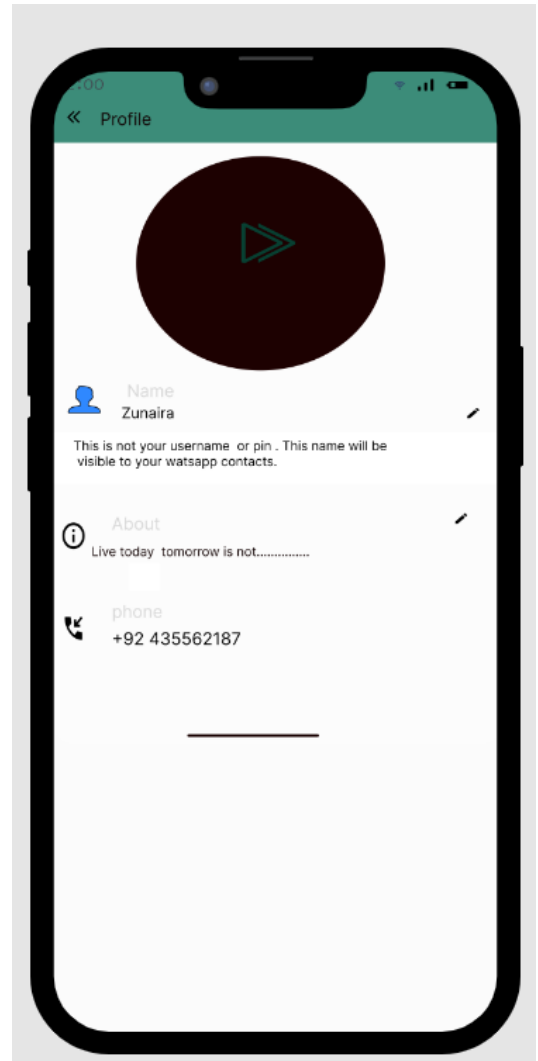 :00
Profile
Name
Zunaira
This is not your username or pin . This name will be
visible to your watsapp contacts.
About
Live today tomorrow is not...............
phone
+92 435562187